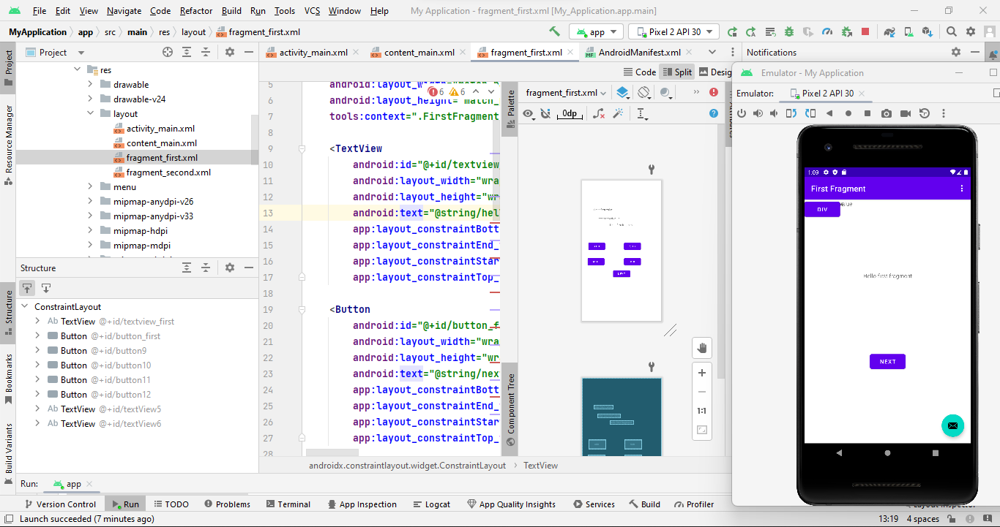 File Edit View Navigate Code Refactor Build Run Tools VCS Window Help My Application - fragment_first.xml [My_Application.app.main]
MyApplication app src main res layout fragment_first.xml app Pixel 2 API 30
Project
activity_main.xml content_main.xml fragment_first.xml AndroidManifest.xml
Notifications
Project
Resource Manager
Structure
Bookmarks
Build Variants
res
drawable
drawable-v24
layout
activity_main.xml
content_main.xml
fragment_first.xml
fragment_second.xml
menu
mipmap-anydpi-v26
mipmap-anydpi-v33
mipmap-hdpi
mipmap-mdpi
Structure
ConstraintLayout
Ab TextView @+id/textview_first
Button @+id/button_first
Button @+id/button9
Button @+id/button10
Button @+id/button11
Button @+id/button12
Ab TextView @+id/textView5
Ab TextView @+id/textView6
Code Split Desig
6 6
5
6 android:layout_height="match_
7 tools:context=".FirstFragment
8
9 <TextView
10 android:id="@+id/textview
11 android:layout_width="wra
12 android:layout_height="wr
13 android:text="@string/hel
14 app:layout_constraintBott
15 app:layout_constraintEnd_
16 app:layout_constraintStar
17 app:layout_constraintTop_
18
19 <Button
20 android:id="@+id/button_f
21 android:layout_width="wra
22 android:layout_height="wr
23 android:text="@string/nex
24 app:layout_constraintBott
25 app:layout_constraintEnd_
26 app:layout_constraintStar
27 app:layout_constraintTop_
28
Palette
Component Tree
fragment_first.xml
0dp
NEXT
1:1
androidx.constraintlayout.widget.ConstraintLayout TextView
Emulator - My Application
Emulator: Pixel 2 API 30
1:09
First Fragment
DIV
Hello first fragment
NEXT
Run: app
Version Control Run TODO Problems Terminal App Inspection Logcat App Quality Insights Services Build Profiler
Launch succeeded (7 minutes ago)
13:19 4 spaces